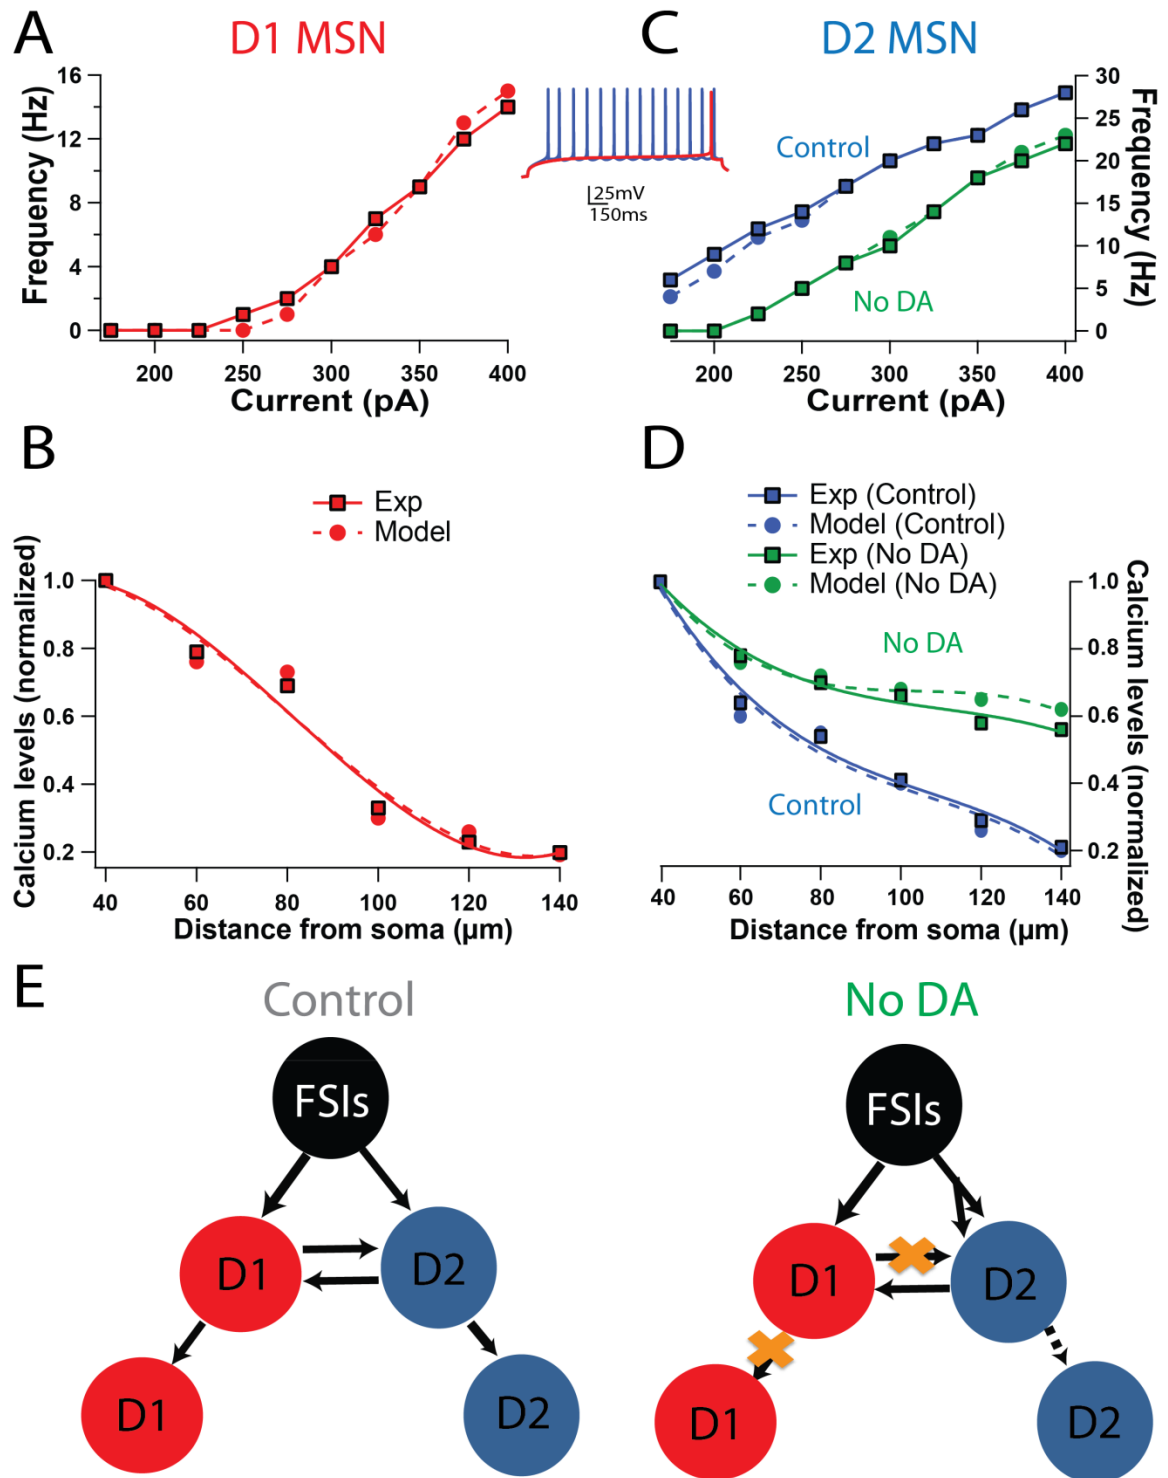 A
D1 MSN
Frequency (Hz)
16
12
8
4
0
200
250
300
350
400
Current (pA)
25mV
150ms
C
D2 MSN
Control
No DA
30
25
20
15
10
5
0
Frequency (Hz)
200
250
300
350
400
Current (pA)
B
Exp
Model
Calcium levels (normalized)
1.0
0.8
0.6
0.4
0.2
40
60
80
100
120
140
Distance from soma (µm)
D
Exp (Control)
Model (Control)
Exp (No DA)
Model (No DA)
No DA
Control
1.0
0.8
0.6
0.4
0.2
Calcium levels (normalized)
40
60
80
100
120
140
Distance from soma (µm)
E
Control
FSIs
D1
D2
D1
D2
No DA
FSIs
D1
D2
D1
D2